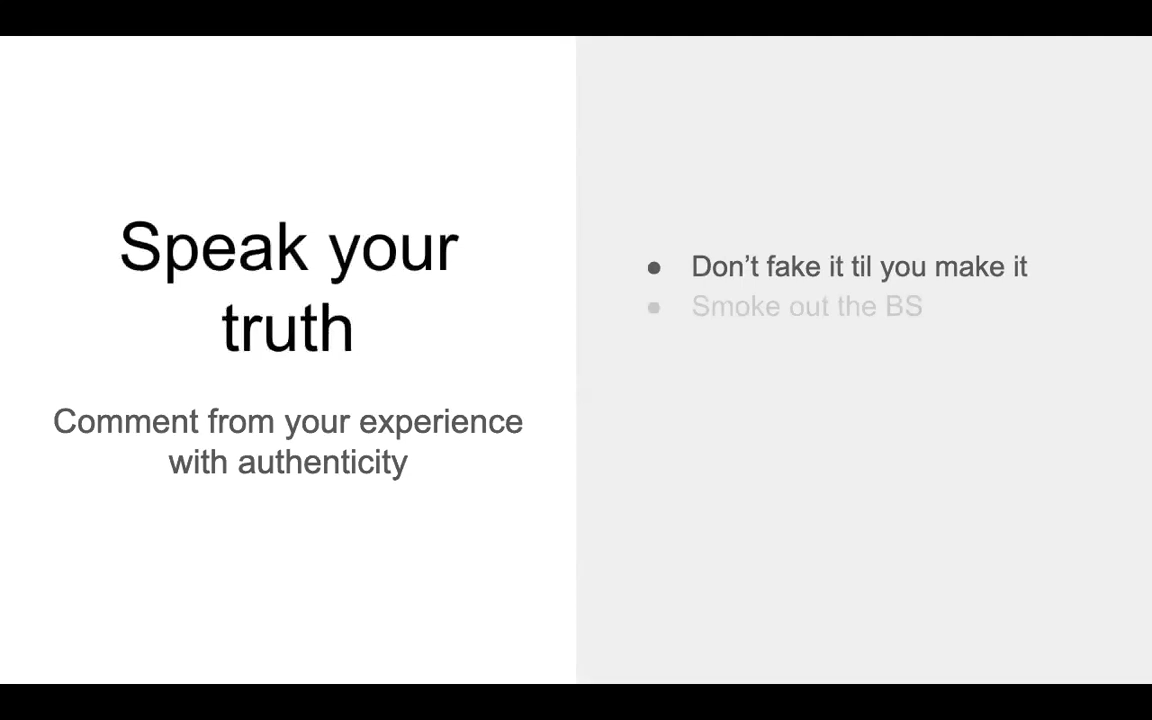 Speak your
truth
Comment from your experience
with authenticity
● Don’t fake it til you make it
● Smoke out the BS